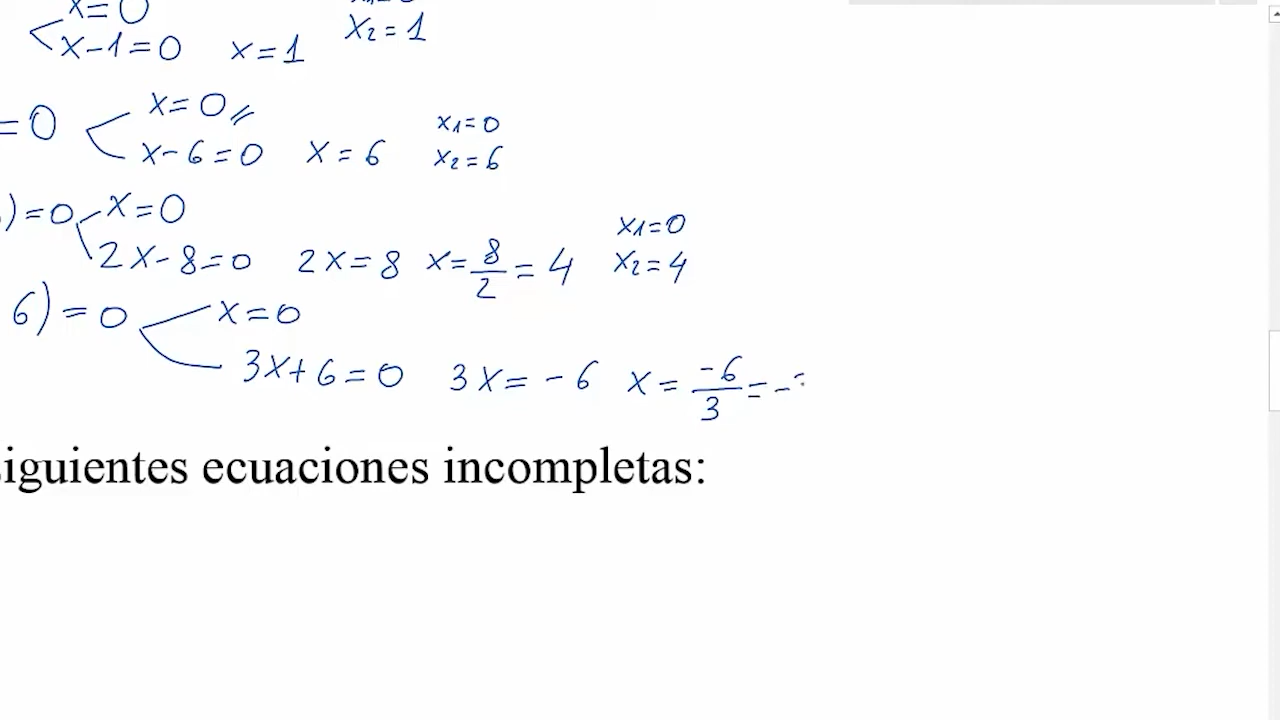 x=0
x-1=0 x=1 x₂=1
=0 x=0 x₁=0
x-6=0 x=6 x₂=6
)=0 x=0 x₁=0
2x-8=0 2x=8 x=8/2=4 x₂=4
6)=0 x=0
3x+6=0 3x=-6 x=-6/3=-
siguientes ecuaciones incompletas: